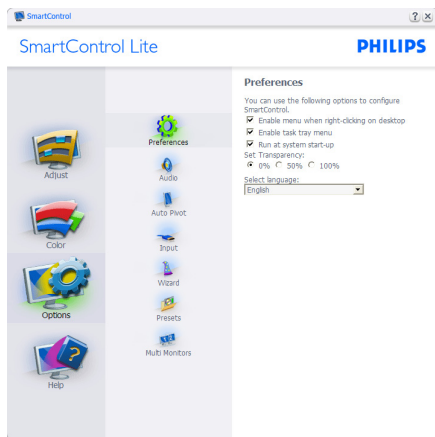 SmartControl
SmartControl Lite
PHILIPS
Adjust
Color
Options
Help
Preferences
Audio
Auto Pivot
Input
Wizard
Presets
Multi Monitors
Preferences
You can use the following options to configure
SmartControl.
Enable menu when right-clicking on desktop
Enable task tray menu
Run at system start-up
Set Transparency:
0% 50% 100%
Select language:
English